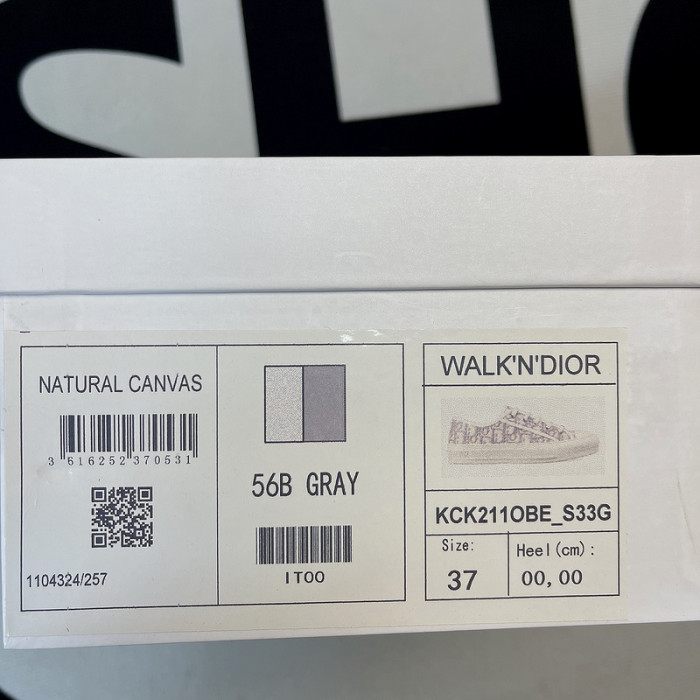 NATURAL CANVAS
3 616252 370531
1104324/257
56B GRAY
IT00
WALK'N'DIOR
KCK211OBE_S33G
Size:
37
Heel(cm):
00,00